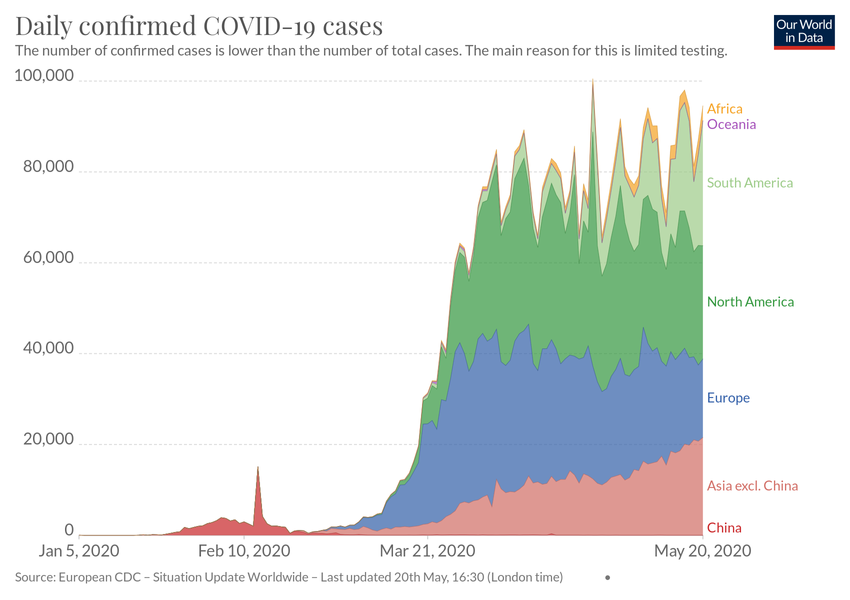 Daily confirmed COVID-19 cases
Our World
in Data
The number of confirmed cases is lower than the number of total cases. The main reason for this is limited testing.
100,000
80,000
60,000
40,000
20,000
0
Africa
Oceania
South America
North America
Europe
Asia excl. China
China
Jan 5, 2020
Feb 10, 2020
Mar 21, 2020
May 20, 2020
Source: European CDC – Situation Update Worldwide – Last updated 20th May, 16:30 (London time)